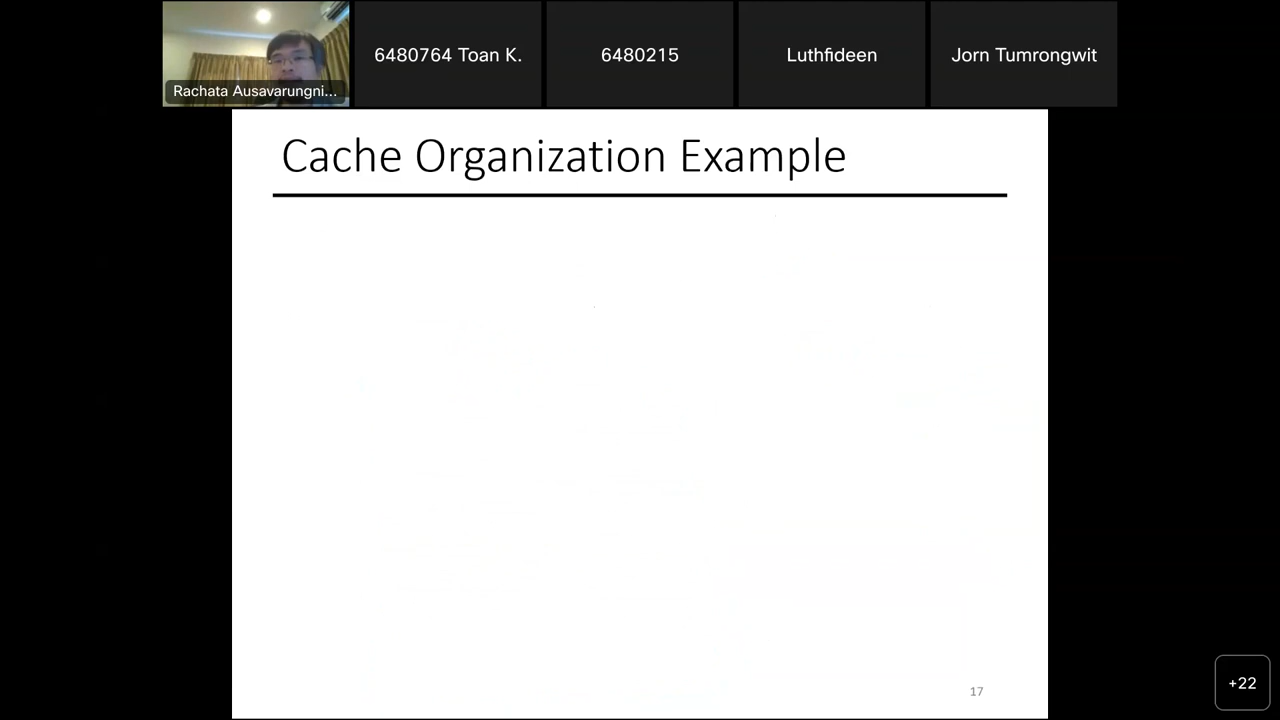 6480764 Toan K.
6480215
Luthfideen
Jorn Tumrongwit
Rachata Ausavarungni...
Cache Organization Example
17
+22